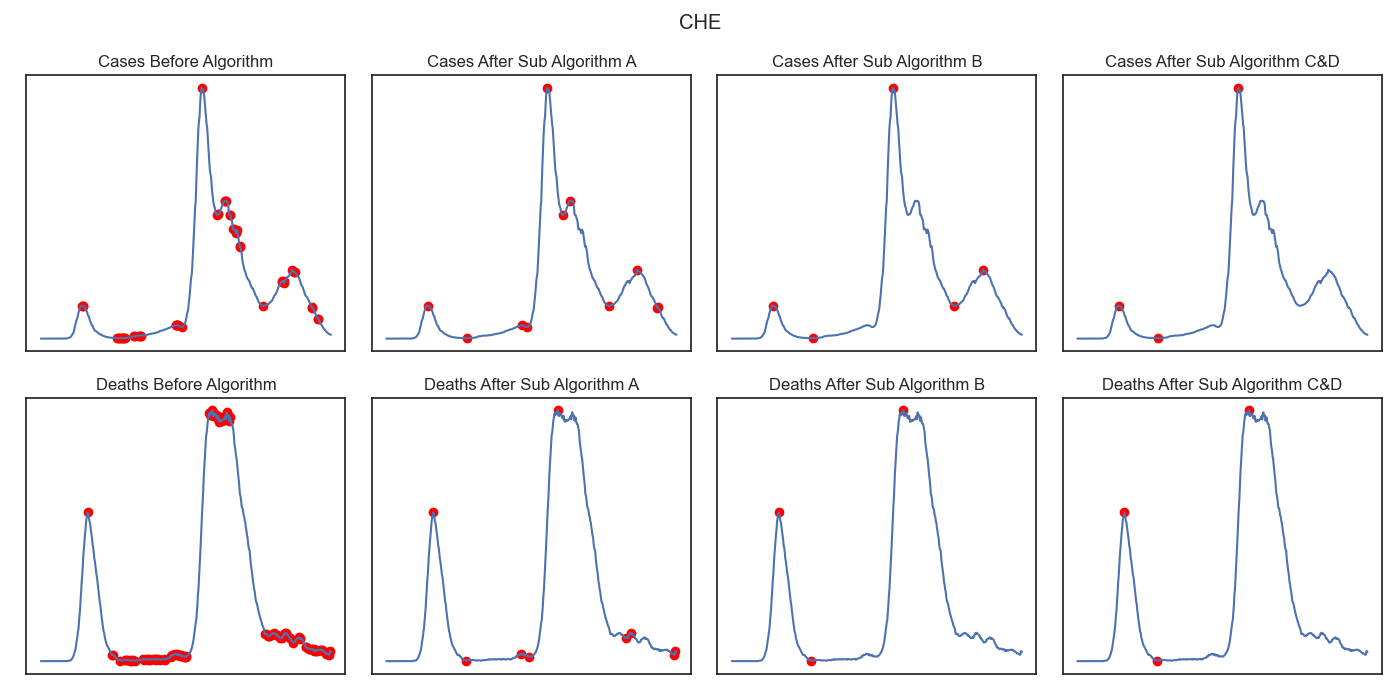 CHE
Cases Before Algorithm
Cases After Sub Algorithm A
Cases After Sub Algorithm B
Cases After Sub Algorithm C&D
Deaths Before Algorithm
Deaths After Sub Algorithm A
Deaths After Sub Algorithm B
Deaths After Sub Algorithm C&D